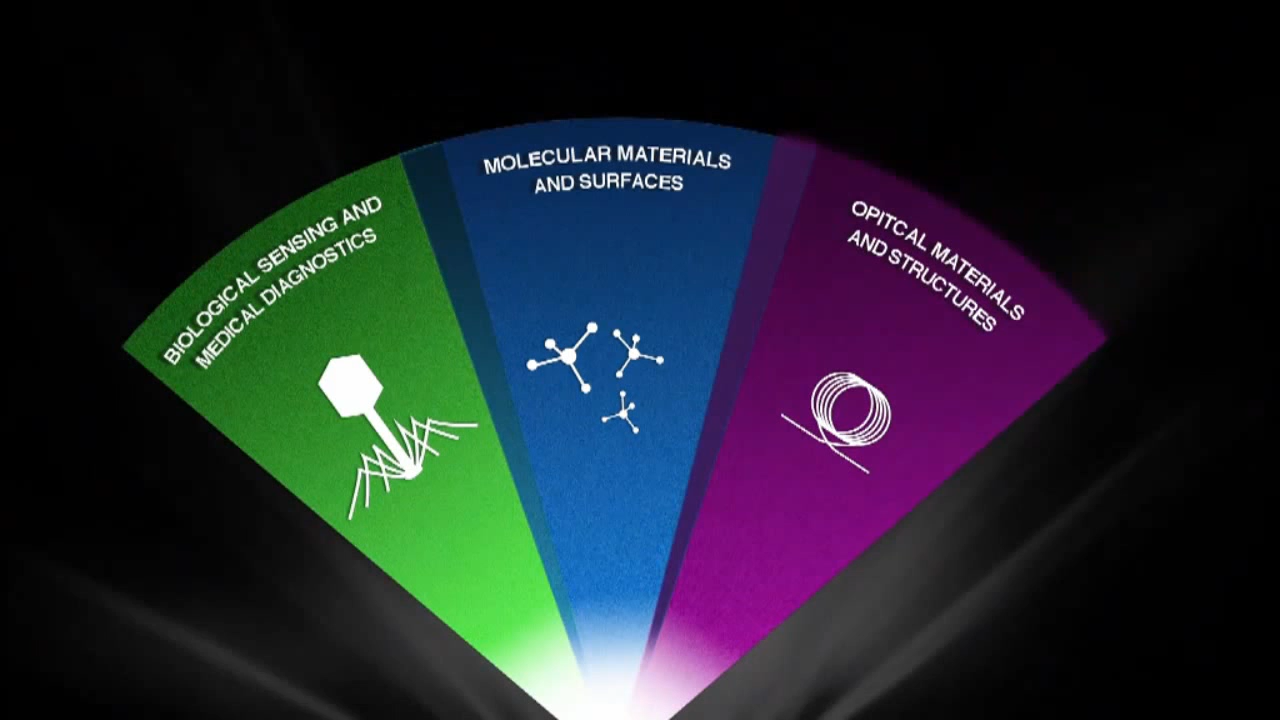 BIOLOGICAL SENSING AND
MEDICAL DIAGNOSTICS
MOLECULAR MATERIALS
AND SURFACES
OPITCAL MATERIALS
AND STRUCTURES